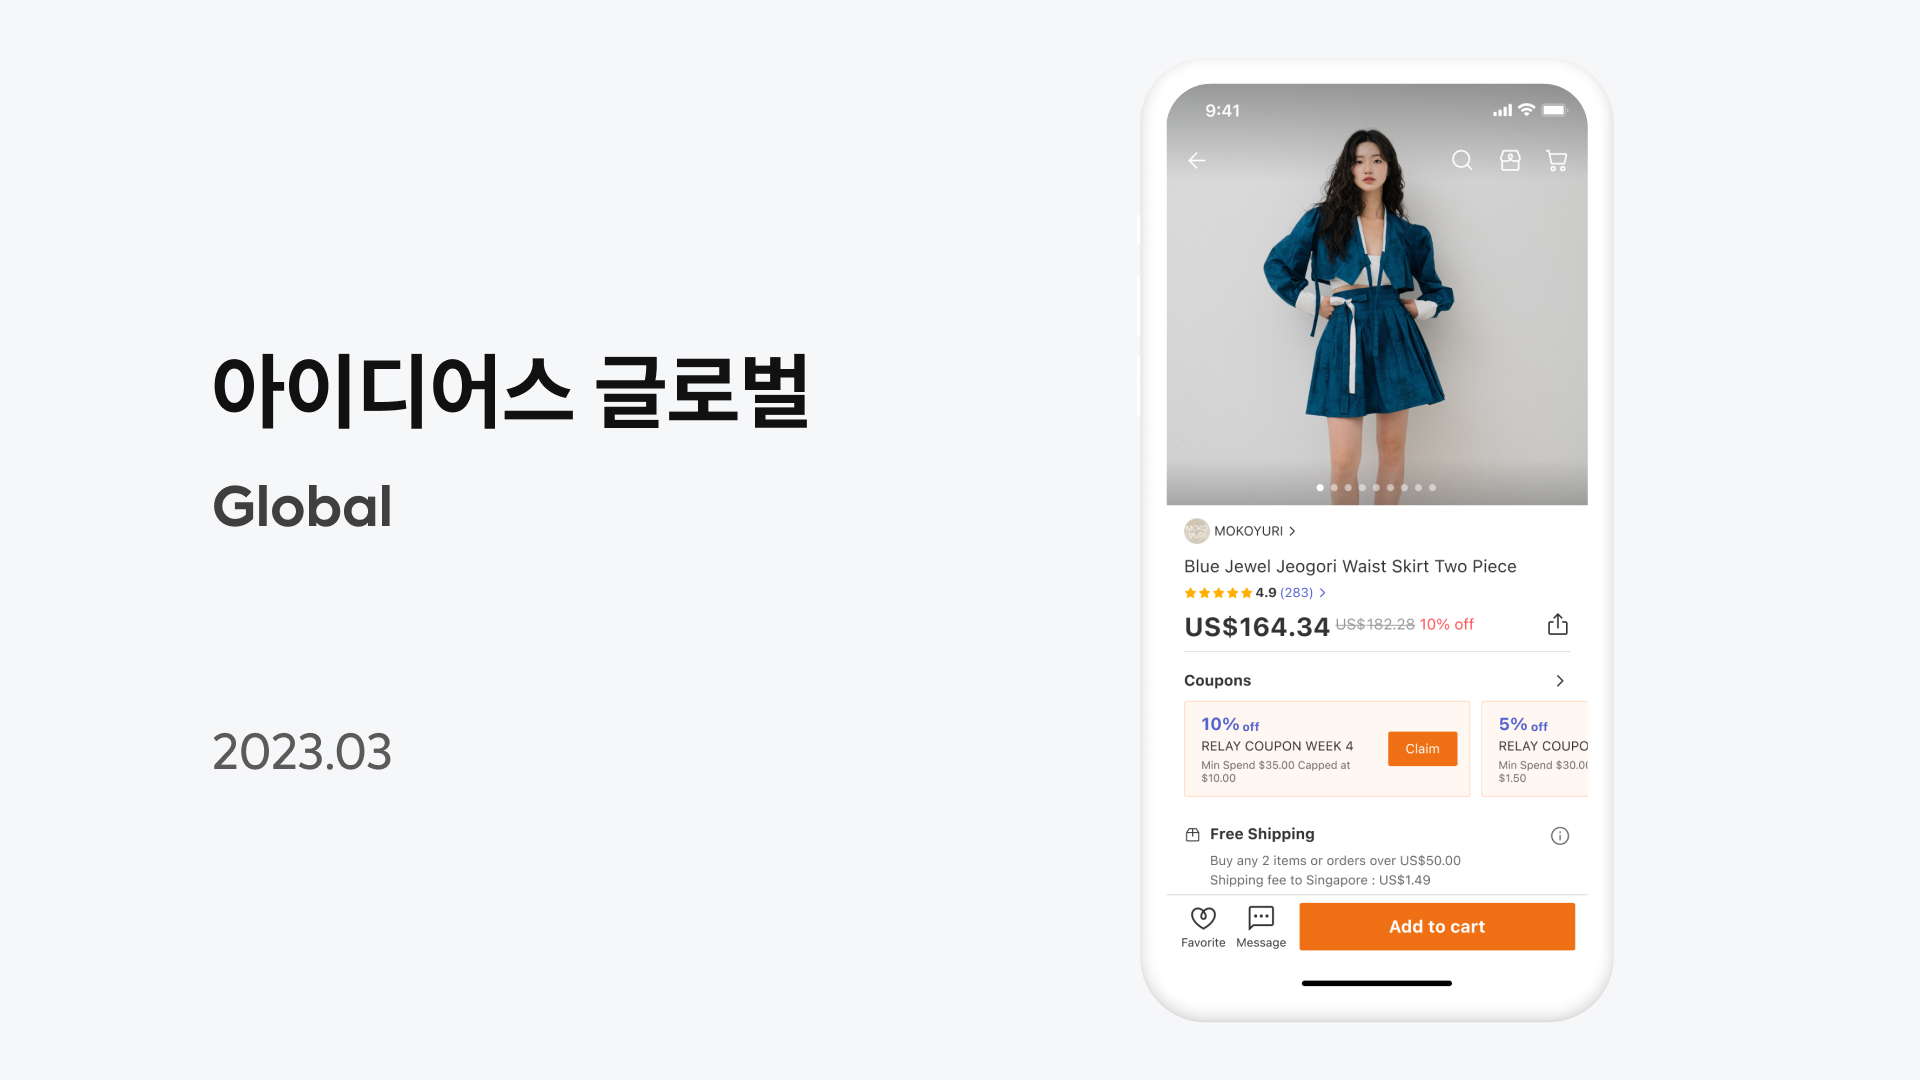 아이디어스 글로벌
Global
2023.03
9:41
MOKOYURI
Blue Jewel Jeogori Waist Skirt Two Piece
4.9 (283)
US$164.34 US$182.28 10% off
Coupons
10% off
RELAY COUPON WEEK 4
Min Spend $35.00 Capped at
$10.00
Claim
5% off
RELAY COUPO
Min Spend $30.00
$1.50
Free Shipping
Buy any 2 items or orders over US$50.00
Shipping fee to Singapore : US$1.49
Favorite
Message
Add to cart